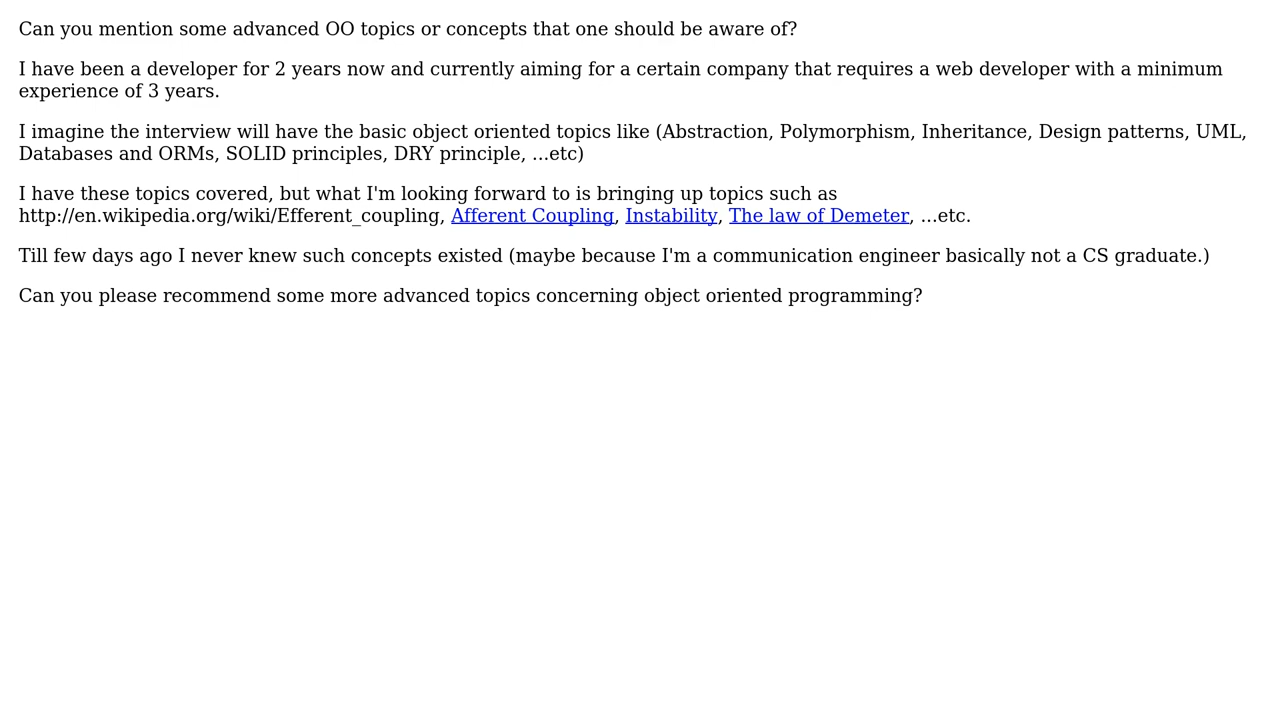 Can you mention some advanced OO topics or concepts that one should be aware of?
I have been a developer for 2 years now and currently aiming for a certain company that requires a web developer with a minimum
experience of 3 years.
I imagine the interview will have the basic object oriented topics like (Abstraction, Polymorphism, Inheritance, Design patterns, UML,
Databases and ORMs, SOLID principles, DRY principle, ...etc)
I have these topics covered, but what I'm looking forward to is bringing up topics such as
http://en.wikipedia.org/wiki/Efferent_coupling, Afferent Coupling, Instability, The law of Demeter, ...etc.
Till few days ago I never knew such concepts existed (maybe because I'm a communication engineer basically not a CS graduate.)
Can you please recommend some more advanced topics concerning object oriented programming?